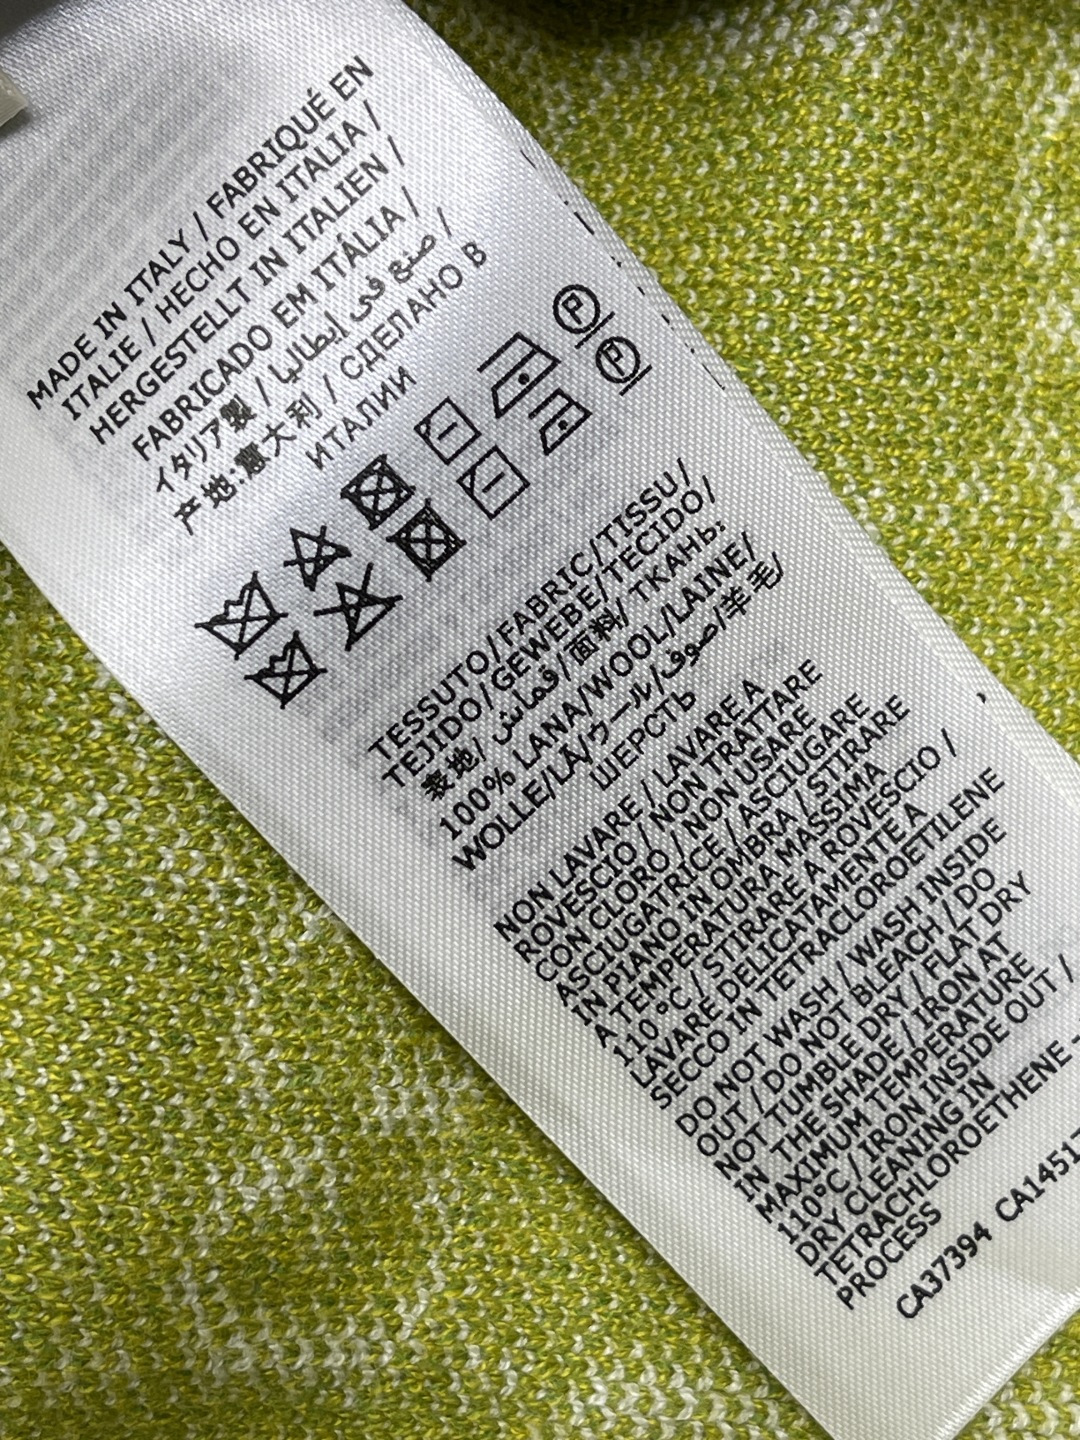 MADE IN ITALY / FABRIQUÉ EN
ITALIE / HECHO EN ITALIA /
HERGESTELLT IN ITALIEN /
FABRICADO EM ITÁLIA /
イタリア製 / صنع في إيطاليا /
产地:意大利 / СДЕЛАНО В
ИТАЛИИ
P
P
TESSUTO/FABRIC/TISSU/
TEJIDO/GEWEBE/TECIDO/
表地/ قماش/面料/ ТКАНЬ:
100% LANA/WOOL/LAINE/
WOLLE/LÃ/ウール/صوف/羊毛/
ШЕРСТЬ
NON LAVARE / LAVARE A
ROVESCIO / NON TRATTARE
CON CLORO / NON USARE
ASCIUGATRICE / ASCIUGARE
IN PIANO IN OMBRA / STIRARE
A TEMPERATURA MASSIMA
110 °C / STIRARE A ROVESCIO /
LAVARE DELICATAMENTE A
SECCO IN TETRACLOROETILENE
DO NOT WASH / WASH INSIDE
OUT / DO NOT BLEACH / DO
NOT TUMBLE DRY / FLAT DRY
IN THE SHADE / IRON AT
MAXIMUM TEMPERATURE
110°C / IRON INSIDE OUT /
DRY CLEANING IN
TETRACHLOROETHENE -
PROCESS
CA37394 CA14517